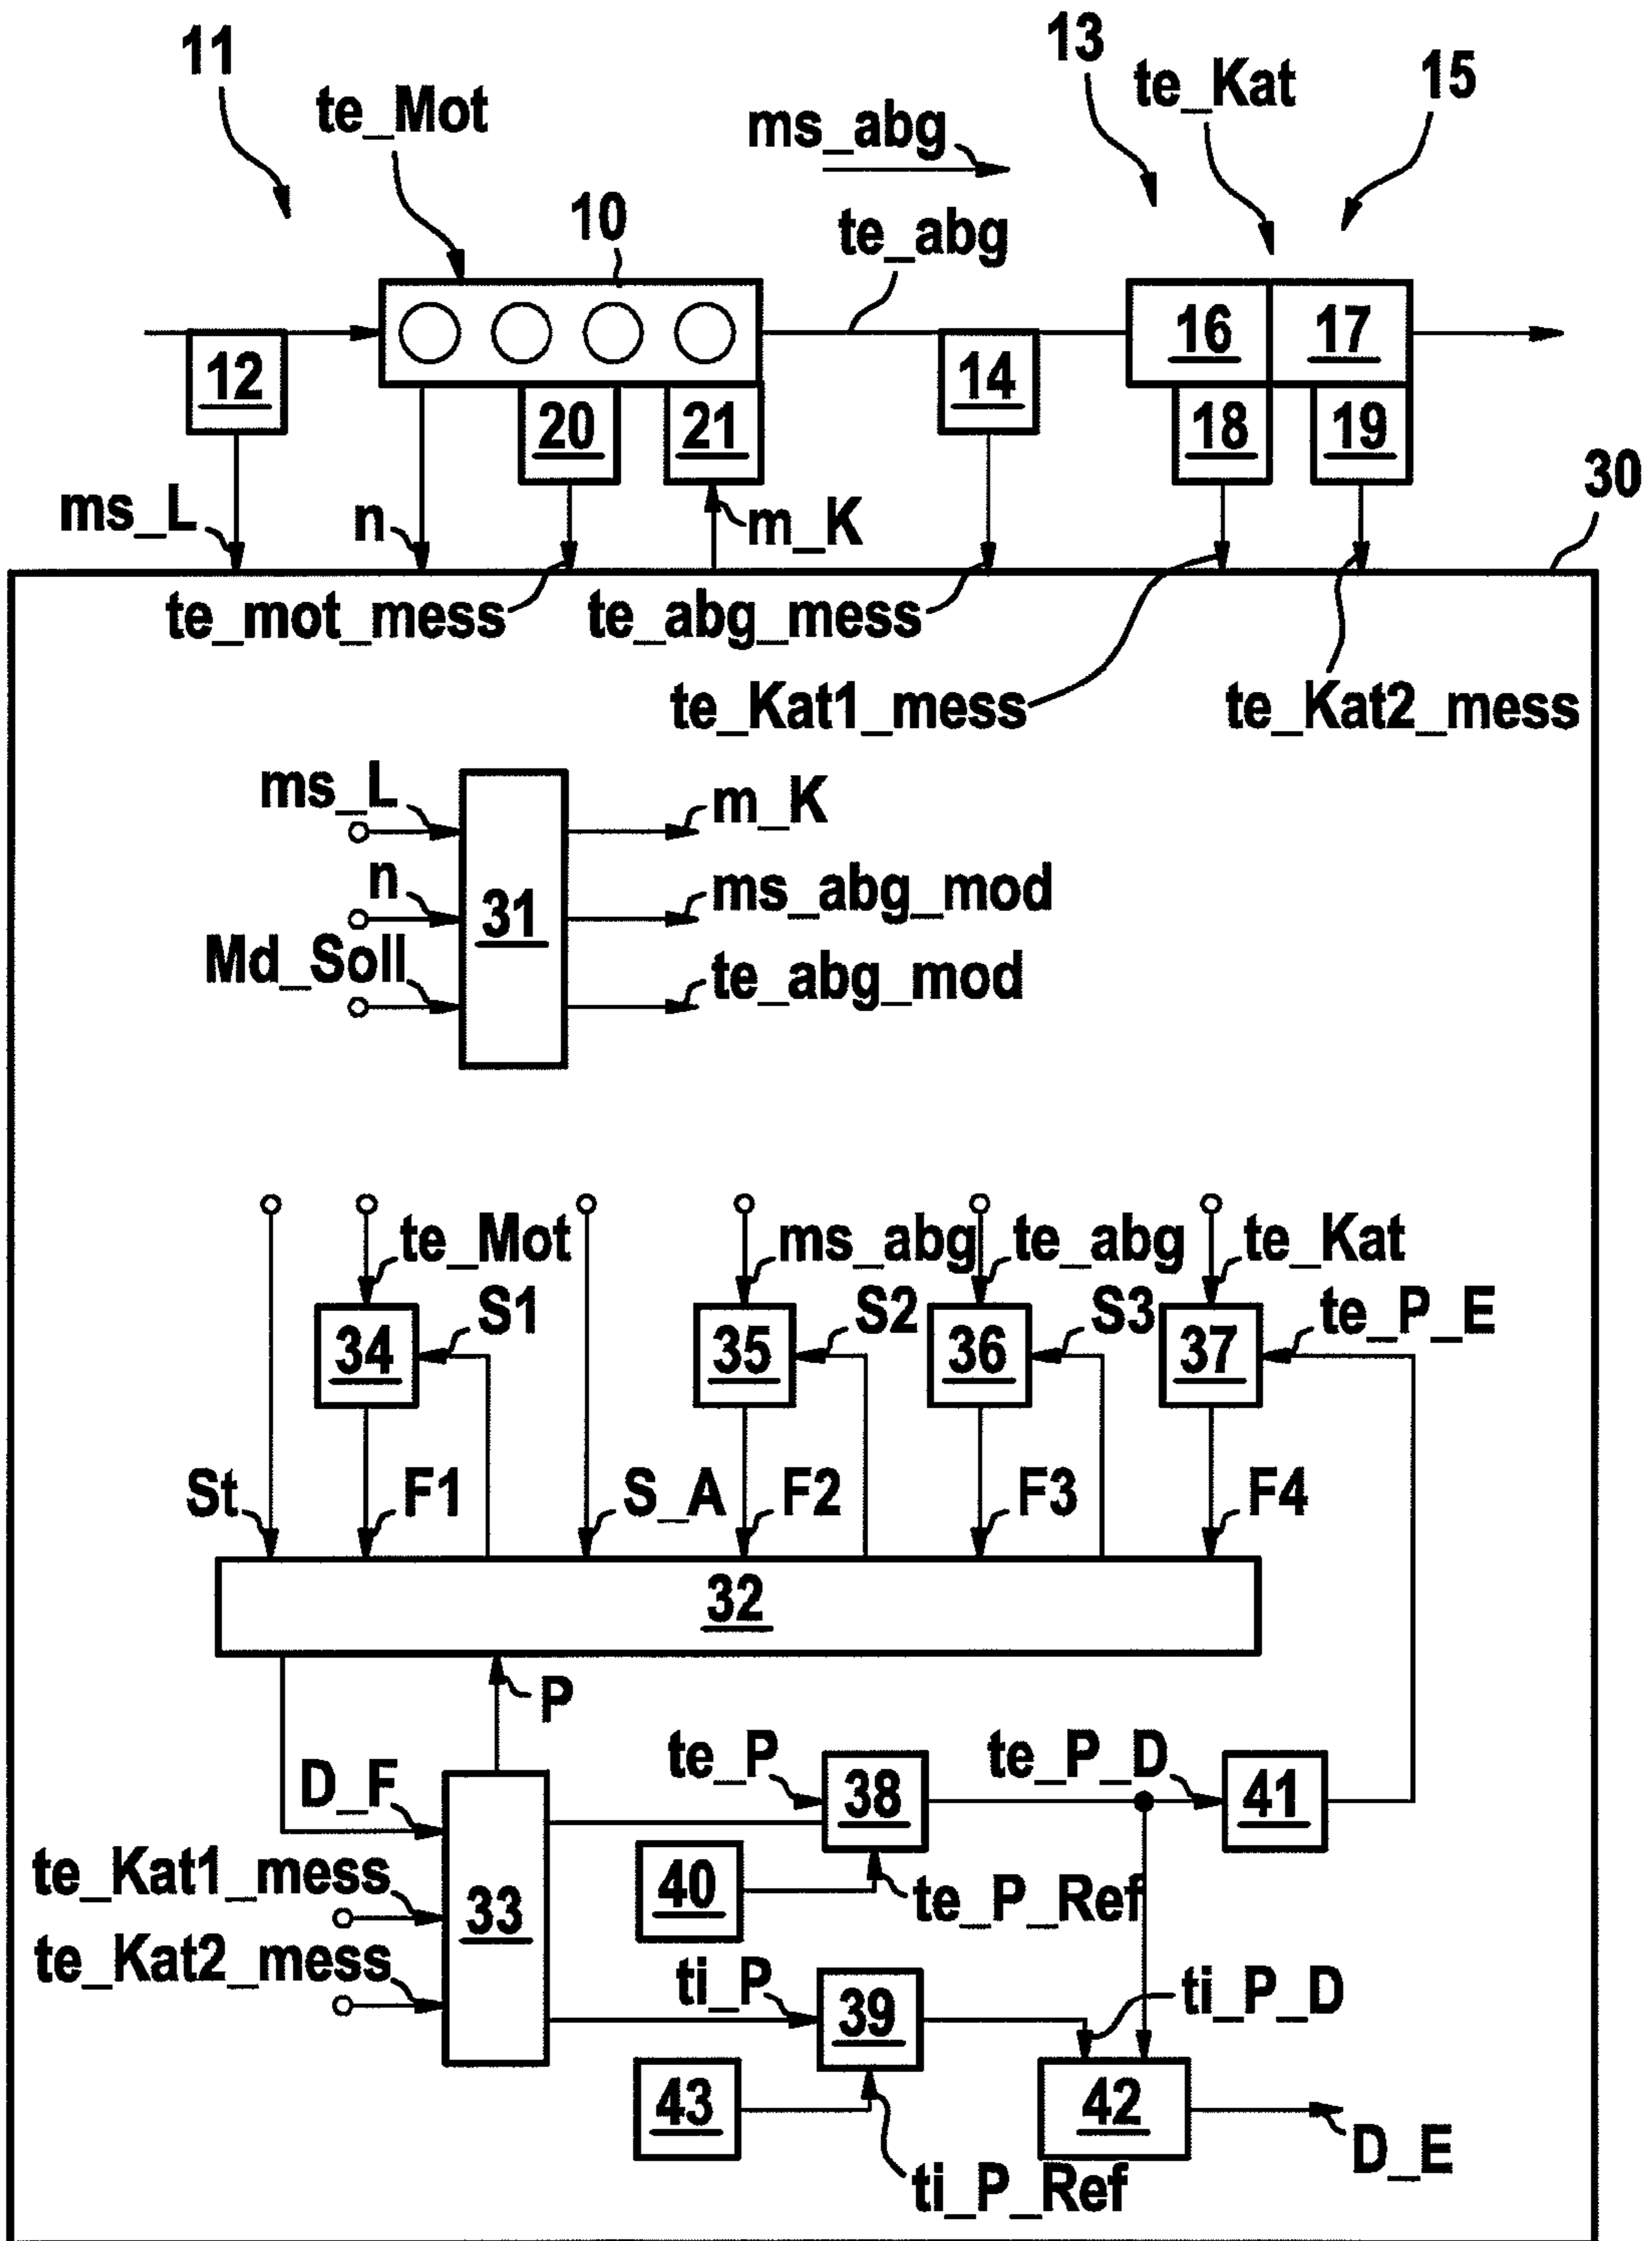 11
13
te_Kat
15
te_Mot
ms_abg
10
te_abg
12
20
21
14
16
17
18
19
30
ms_L
n
m_K
te_mot_mess
te_abg_mess
te_Kat1_mess
te_Kat2_mess
ms_L
n
Md_Soll
31
m_K
ms_abg_mod
te_abg_mod
te_Mot
ms_abg
te_abg
te_Kat
S1
S2
S3
te_P_E
34
35
36
37
St
F1
S_A
F2
F3
F4
32
P
D_F
te_P
38
te_P_D
41
te_Kat1_mess
33
40
te_P_Ref
te_Kat2_mess
ti_P
39
ti_P_D
43
42
ti_P_Ref
D_E